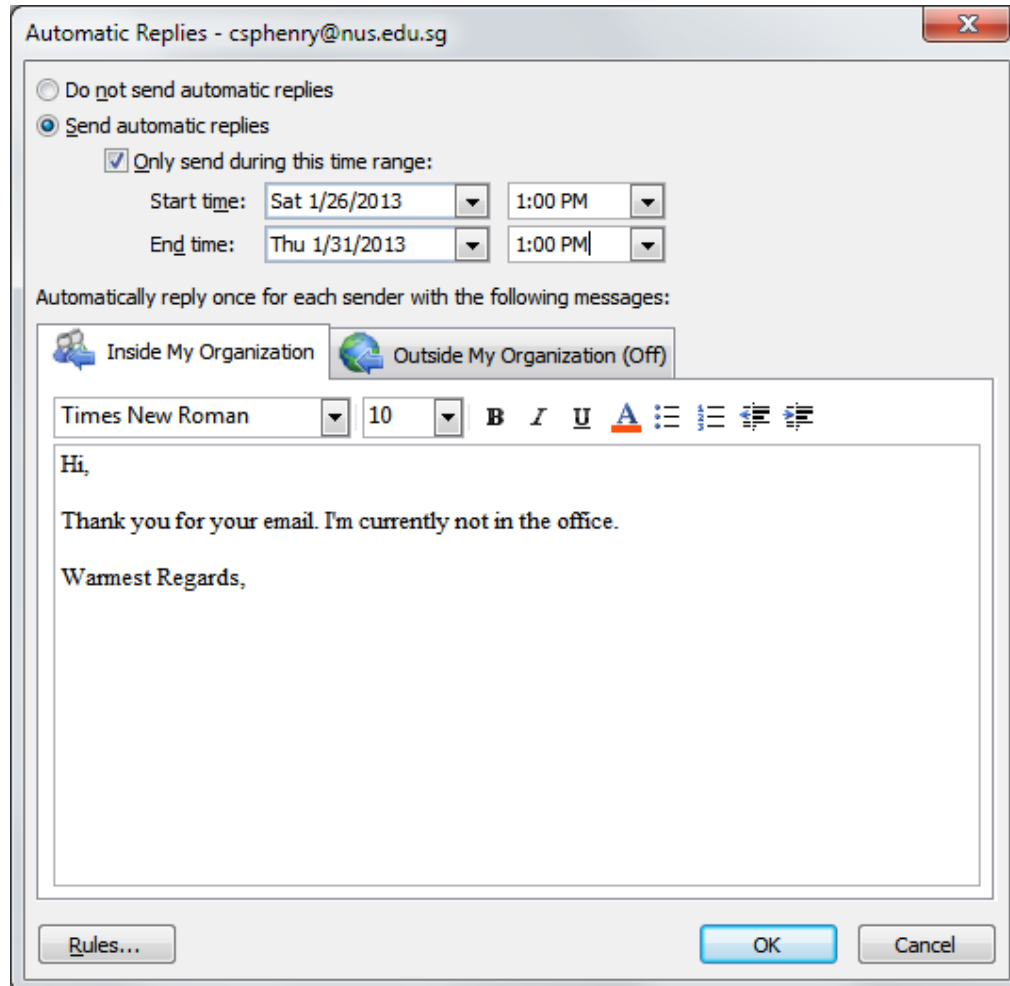 Automatic Replies - csphenry@nus.edu.sg
Do not send automatic replies
Send automatic replies
Only send during this time range:
Start time: Sat 1/26/2013 1:00 PM
End time: Thu 1/31/2013 1:00 PM
Automatically reply once for each sender with the following messages:
Inside My Organization Outside My Organization (Off)
Times New Roman 10 B I U A
Hi,
Thank you for your email. I'm currently not in the office.
Warmest Regards,
Rules... OK Cancel